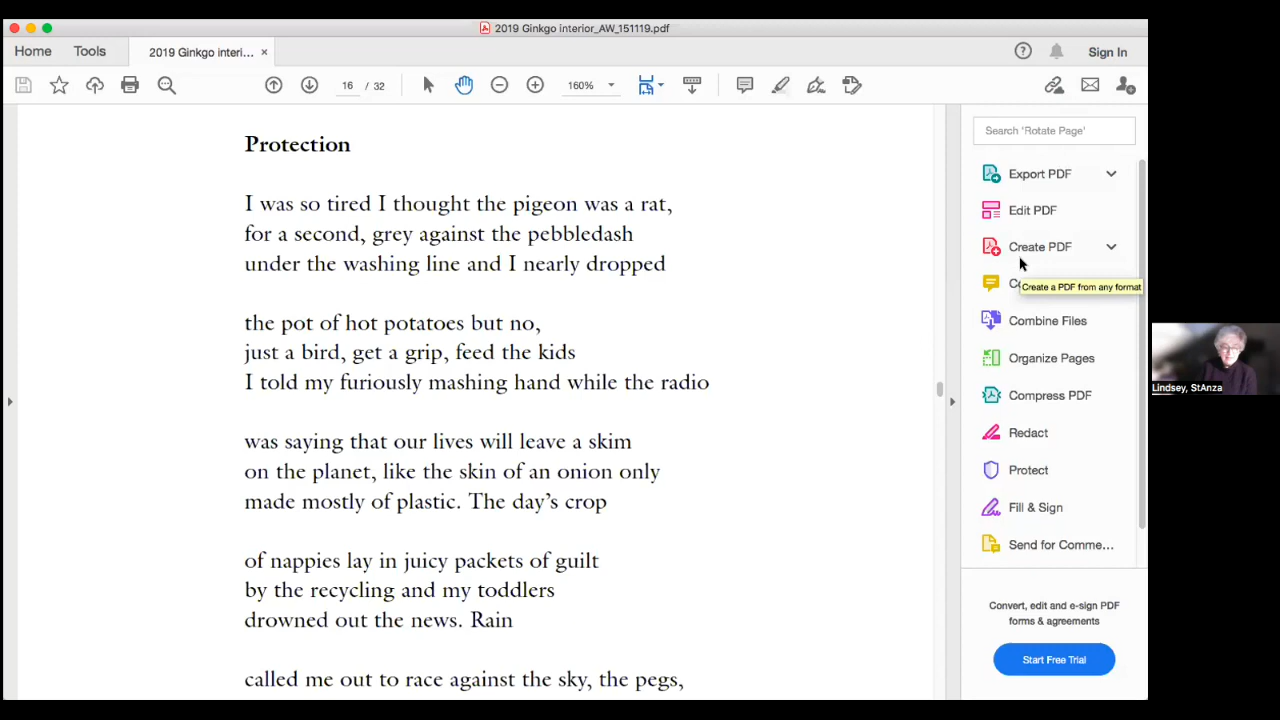 2019 Ginkgo interior_AW_151119.pdf
Home
Tools
2019 Ginkgo interi... ×
Sign In
16 / 32
160%
Protection
I was so tired I thought the pigeon was a rat,
for a second, grey against the pebbledash
under the washing line and I nearly dropped
the pot of hot potatoes but no,
just a bird, get a grip, feed the kids
I told my furiously mashing hand while the radio
was saying that our lives will leave a skim
on the planet, like the skin of an onion only
made mostly of plastic. The day’s crop
of nappies lay in juicy packets of guilt
by the recycling and my toddlers
drowned out the news. Rain
called me out to race against the sky, the pegs,
Search 'Rotate Page'
Export PDF
Edit PDF
Create PDF
Create a PDF from any format
Combine Files
Organize Pages
Compress PDF
Redact
Protect
Fill & Sign
Send for Comme...
Convert, edit and e-sign PDF
forms & agreements
Start Free Trial
Lindsey, StAnza